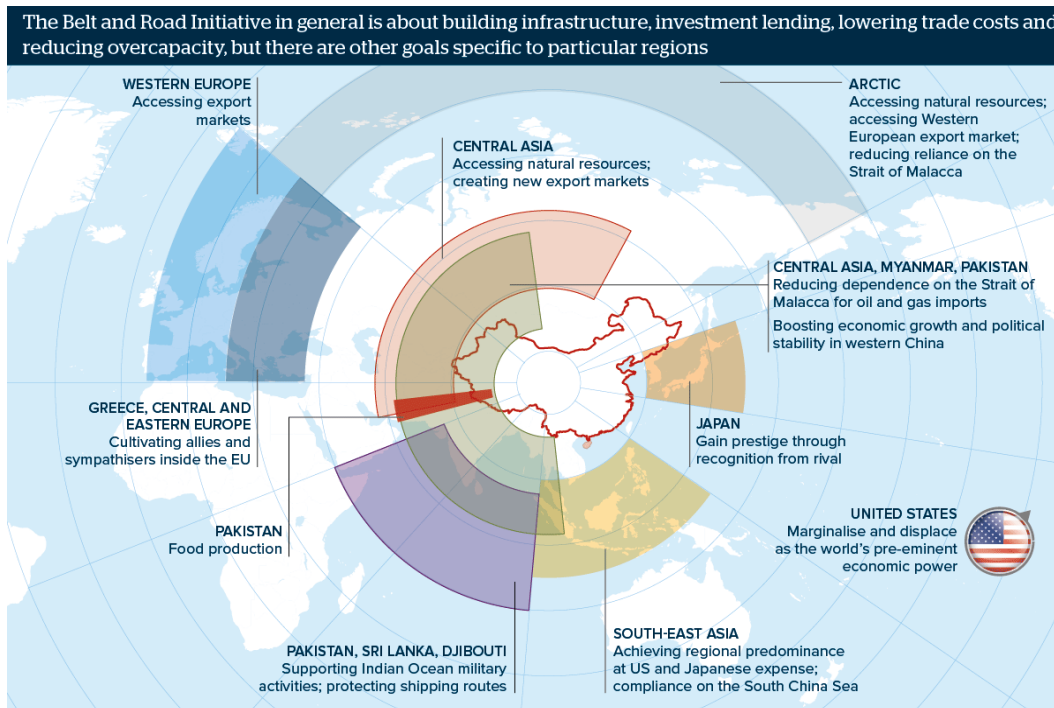 The Belt and Road Initiative in general is about building infrastructure, investment lending, lowering trade costs and
reducing overcapacity, but there are other goals specific to particular regions
WESTERN EUROPE
Accessing export
markets
ARCTIC
Accessing natural resources;
accessing Western
European export market;
reducing reliance on the
Strait of Malacca
CENTRAL ASIA
Accessing natural resources;
creating new export markets
CENTRAL ASIA, MYANMAR, PAKISTAN
Reducing dependence on the Strait of
Malacca for oil and gas imports
Boosting economic growth and political
stability in western China
GREECE, CENTRAL AND
EASTERN EUROPE
Cultivating allies and
sympathisers inside the EU
JAPAN
Gain prestige through
recognition from rival
PAKISTAN
Food production
UNITED STATES
Marginalise and displace
as the world's pre-eminent
economic power
PAKISTAN, SRI LANKA, DJIBOUTI
Supporting Indian Ocean military
activities; protecting shipping routes
SOUTH-EAST ASIA
Achieving regional predominance
at US and Japanese expense;
compliance on the South China Sea